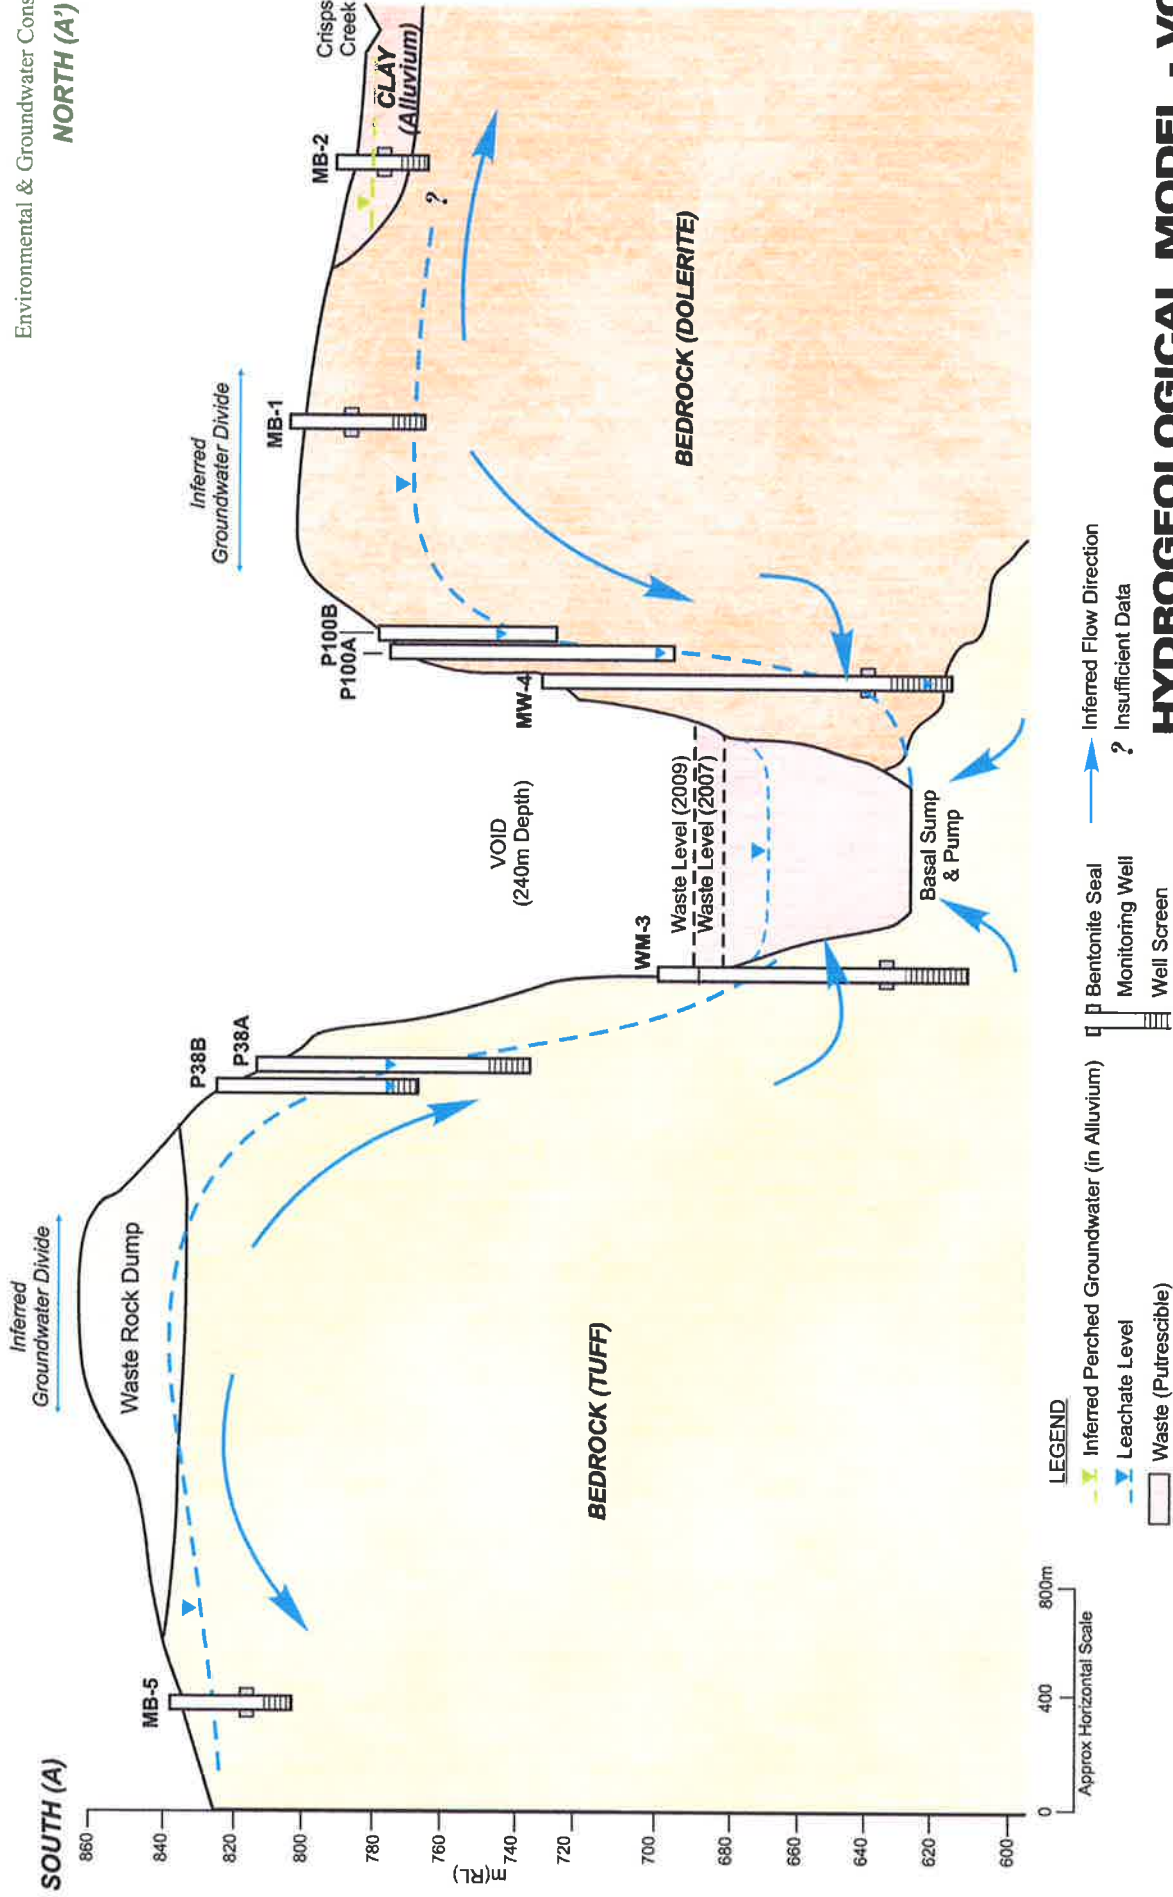 Environmental & Groundwater Cons
NORTH (A')
SOUTH (A)
Inferred
Groundwater Divide
Waste Rock Dump
MB-5
P38B
P38A
WM-3
VOID
(240m Depth)
Waste Level (2009)
Waste Level (2007)
Basal Sump
& Pump
MW-4
P100A
P100B
Inferred
Groundwater Divide
MB-1
MB-2
Crisps
Creek
CLAY
(Alluvium)
?
BEDROCK (TUFF)
BEDROCK (DOLERITE)
m(RL)
860
840
820
800
780
760
740
720
700
680
660
640
620
600
0
400
800m
Approx Horizontal Scale
LEGEND
Inferred Perched Groundwater (in Alluvium)
Leachate Level
Waste (Putrescible)
Bentonite Seal
Monitoring Well
Well Screen
Inferred Flow Direction
? Insufficient Data
HYDROGEOLOGICAL MODEL - VO